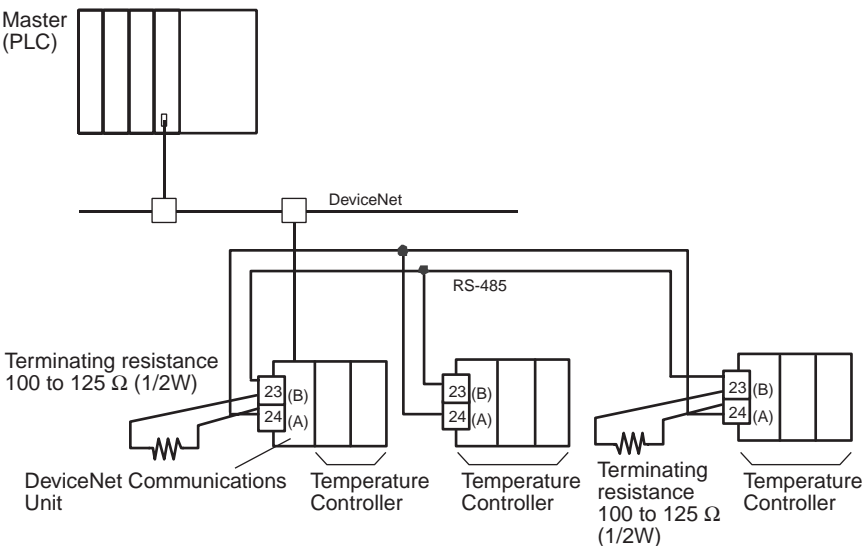 Master
(PLC)
DeviceNet
RS-485
Terminating resistance
100 to 125 Ω (1/2W)
23 (B)
24 (A)
23 (B)
24 (A)
23 (B)
24 (A)
DeviceNet Communications
Unit
Temperature
Controller
Temperature
Controller
Terminating
resistance
100 to 125 Ω
(1/2W)
Temperature
Controller